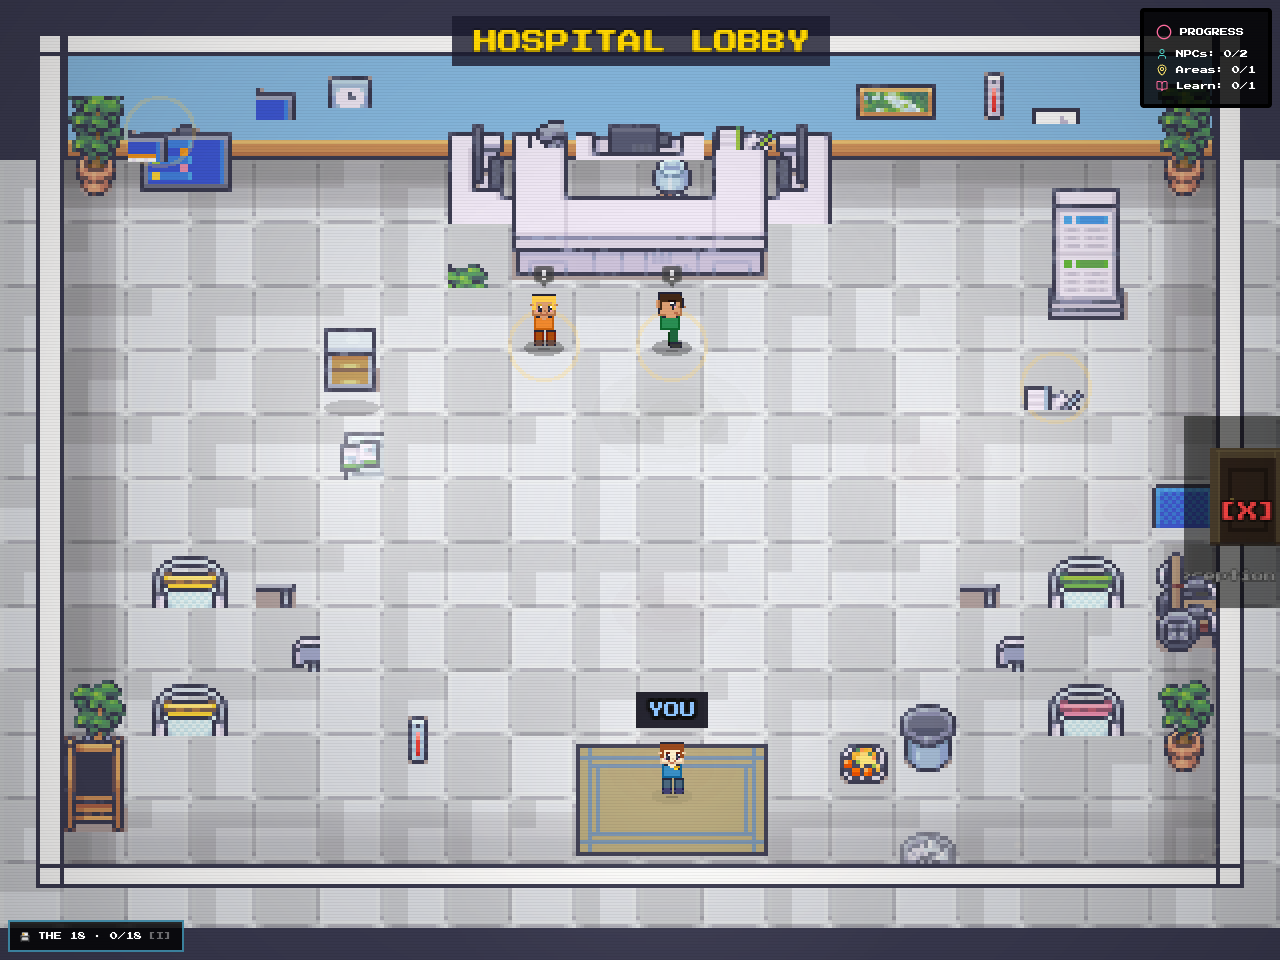 HOSPITAL LOBBY
PROGRESS
NPCs: 0/2
Areas: 0/1
Learn: 0/1
[X]
YOU
THE 18 · 0/18 [I]